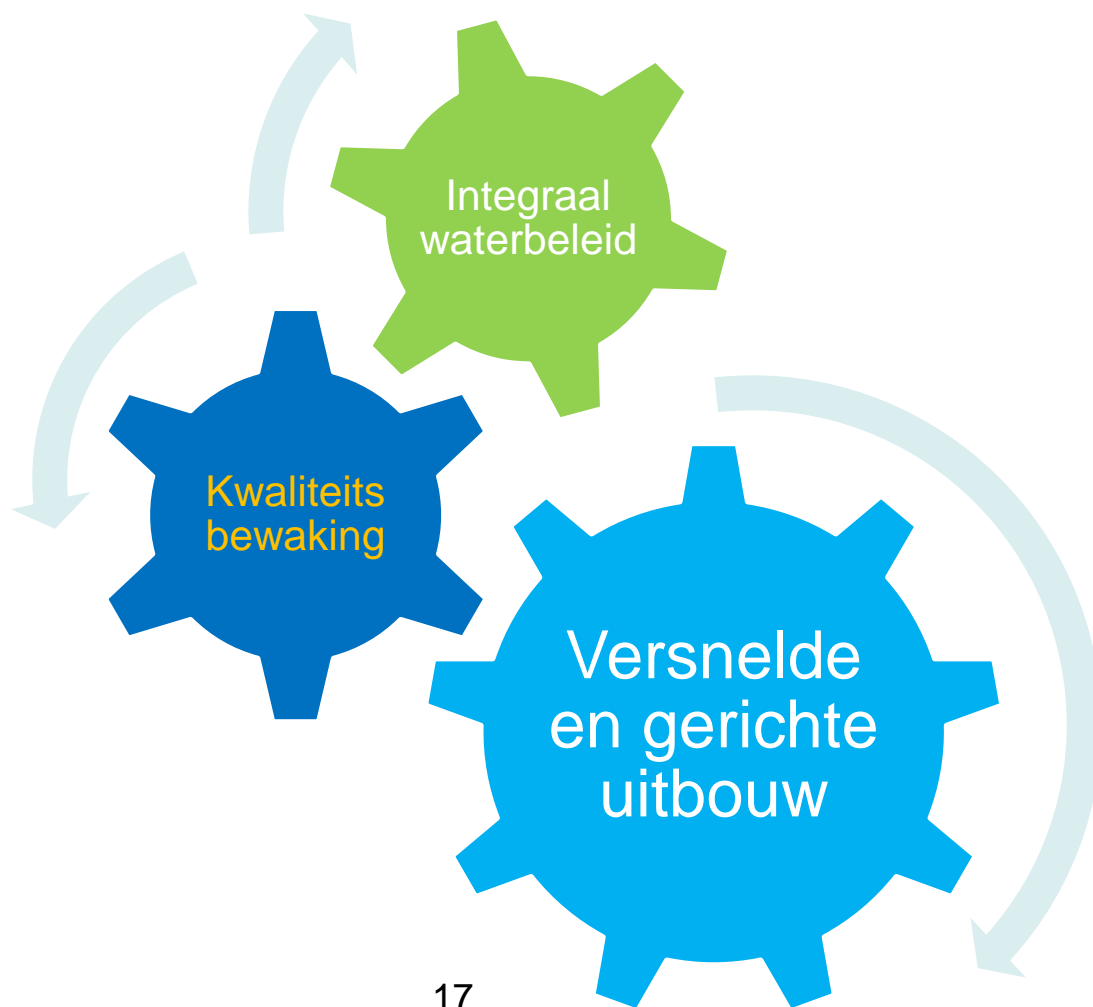 Integraal
waterbeleid
Kwaliteits
bewaking
Versnelde
en gerichte
uitbouw
17